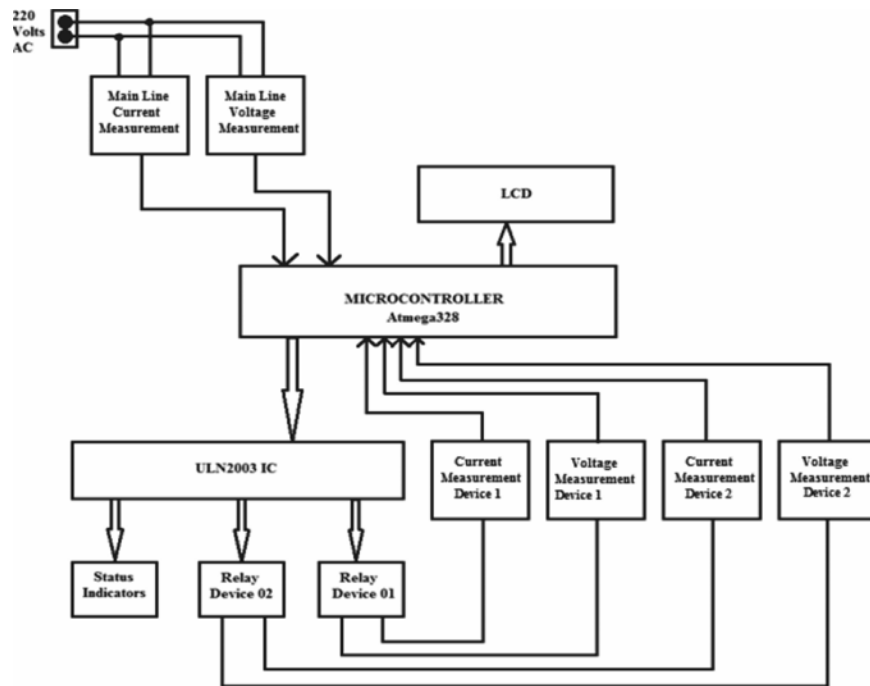 220
Volts
AC
Main Line
Current
Measurement
Main Line
Voltage
Measurement
LCD
MICROCONTROLLER
Atmega328
ULN2003 IC
Current
Measurement
Device 1
Voltage
Measurement
Device 1
Current
Measurement
Device 2
Voltage
Measurement
Device 2
Status
Indicators
Relay
Device 02
Relay
Device 01